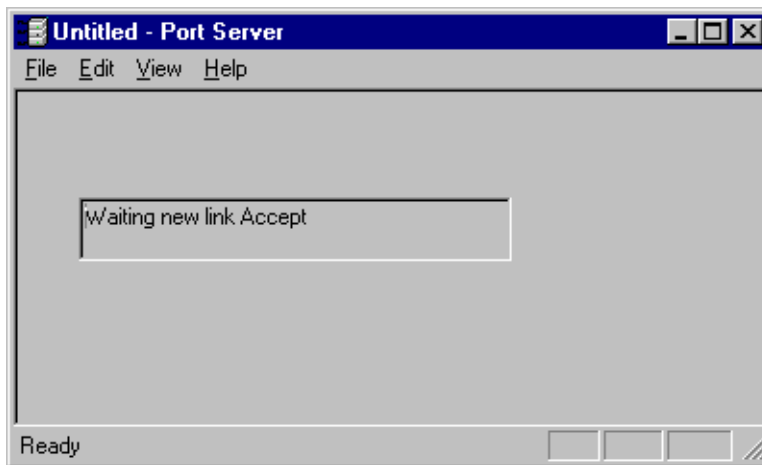 Untitled - Port Server
File Edit View Help
Waiting new link Accept
Ready